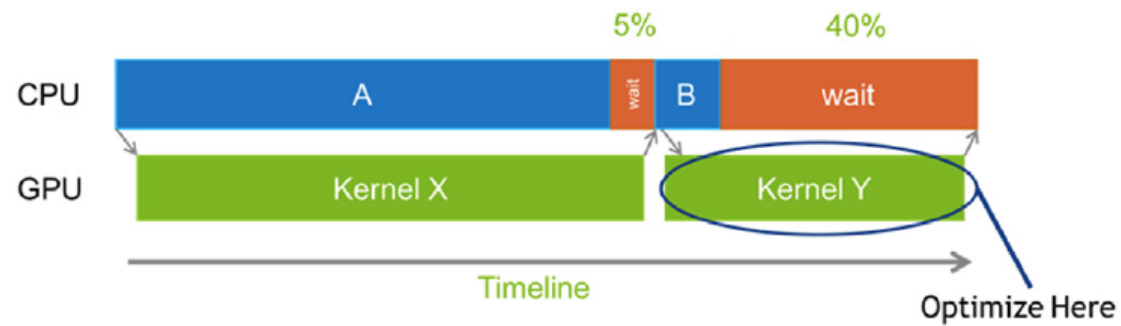 5% 40%
CPU A wait B wait
GPU Kernel X Kernel Y
Timeline
Optimize Here